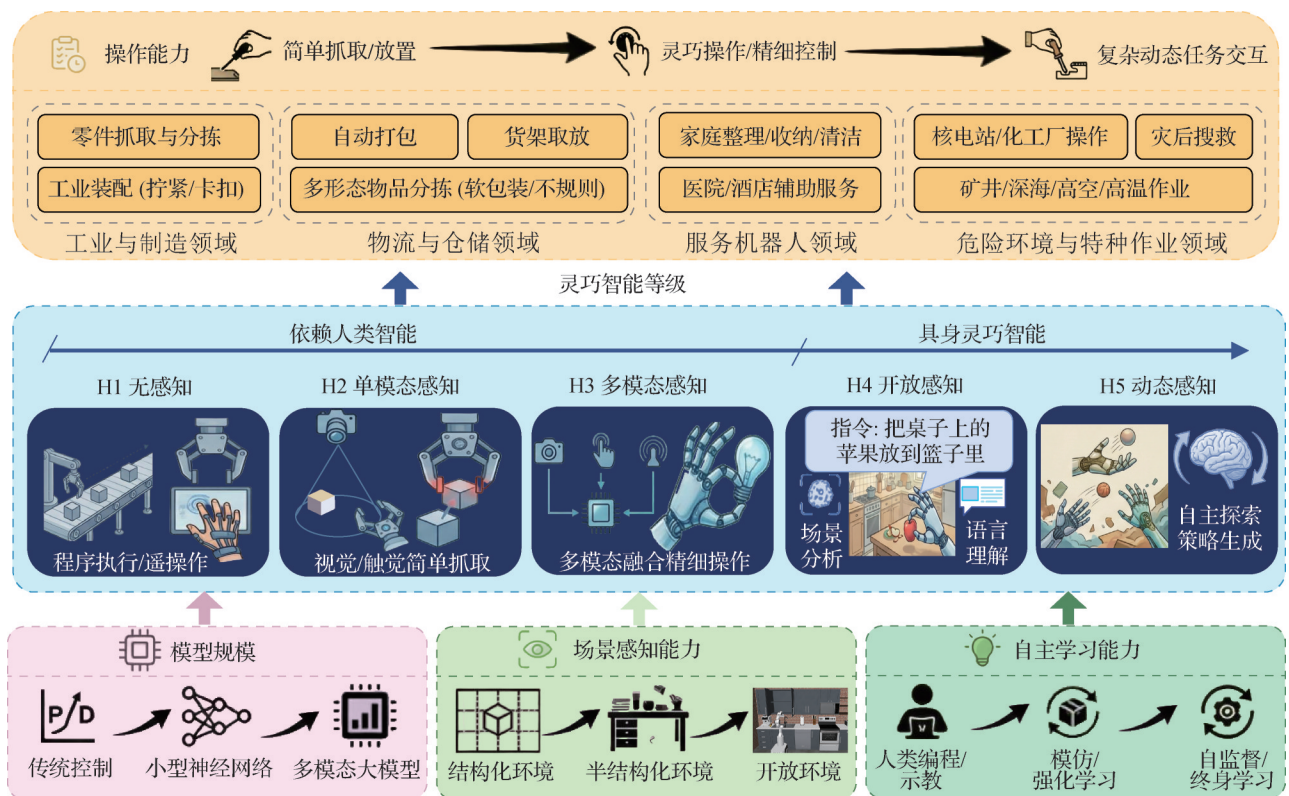 操作能力
简单抓取/放置
灵巧操作/精细控制
复杂动态任务交互
零件抓取与分拣
工业装配 (拧紧/卡扣)
工业与制造领域
自动打包
货架取放
多形态物品分拣 (软包装/不规则)
物流与仓储领域
家庭整理/收纳/清洁
医院/酒店辅助服务
服务机器人领域
核电站/化工厂操作
灾后搜救
矿井/深海/高空/高温作业
危险环境与特种作业领域
灵巧智能等级
依赖人类智能
具身灵巧智能
H1 无感知
H2 单模态感知
H3 多模态感知
H4 开放感知
H5 动态感知
程序执行/遥操作
视觉/触觉简单抓取
多模态融合精细操作
指令: 把桌子上的
苹果放到篮子里
场景
分析
语言
理解
自主探索
策略生成
模型规模
P/D
传统控制
小型神经网络
多模态大模型
场景感知能力
结构化环境
半结构化环境
开放环境
自主学习能力
人类编程/
示教
模仿/
强化学习
自监督/
终身学习